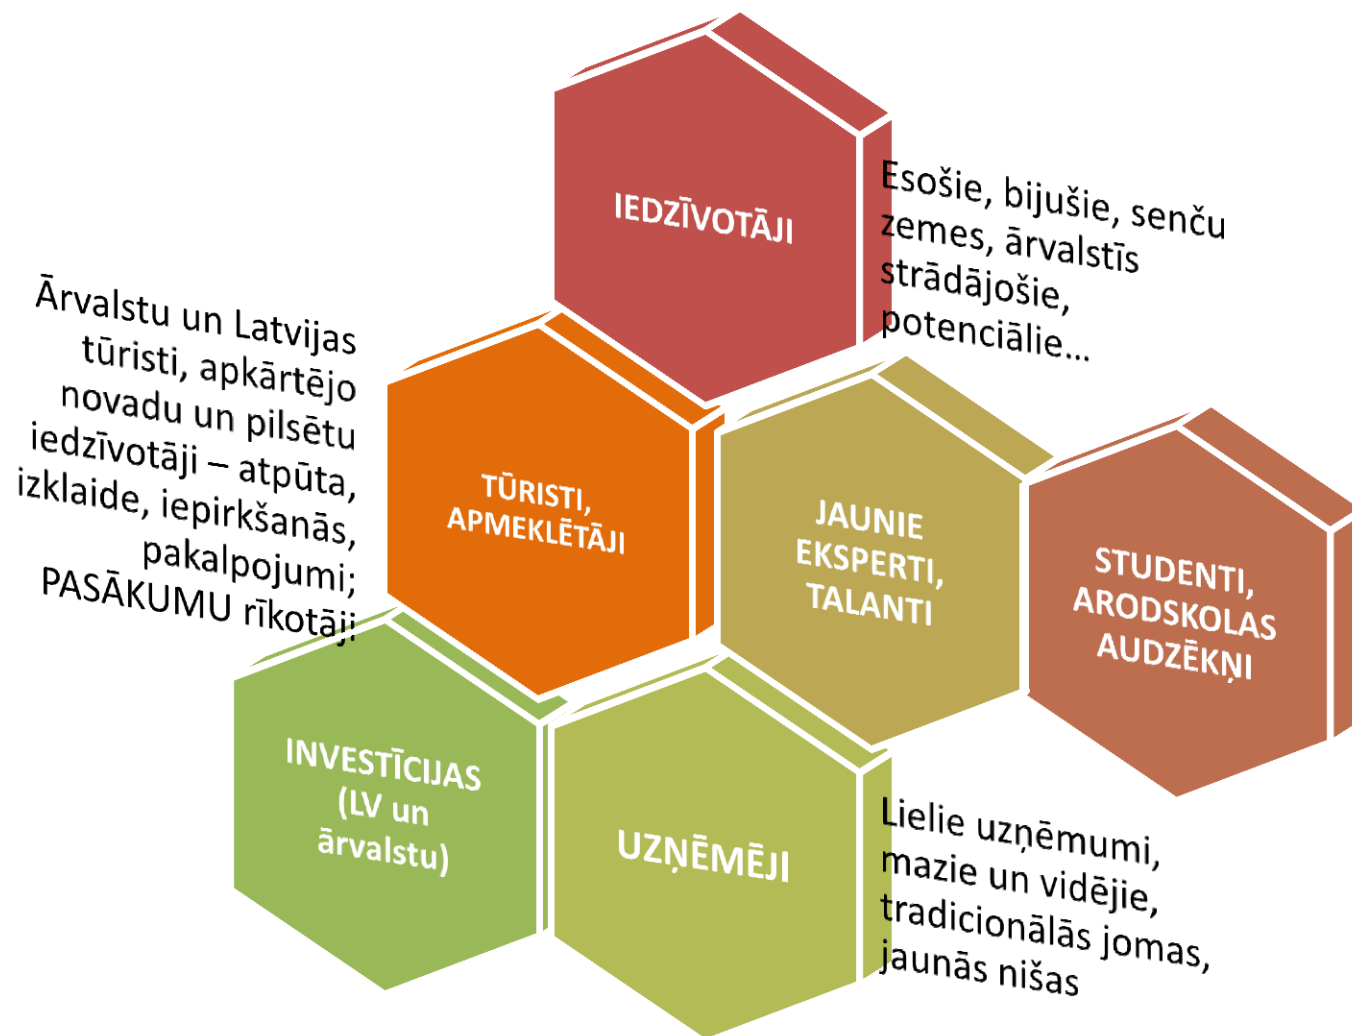 IEDZĪVOTĀJI
Esošie, bijušie, senču
zemes, ārvalstīs
strādājošie,
potenciālie...
Ārvalstu un Latvijas
tūristi, apkārtējo
novadu un pilsētu
iedzīvotāji – atpūta,
izklaide, iepirkšanās,
pakalpojumi;
PASĀKUMU rīkotāji
TŪRISTI,
APMEKLĒTĀJI
JAUNIE
EKSPERTI,
TALANTI
STUDENTI,
ARODSKOLAS
AUDZĒKŅI
INVESTĪCIJAS
(LV un
ārvalstu)
UZŅĒMĒJI
Lielie uzņēmumi,
mazie un vidējie,
tradicionālās jomas,
jaunās nišas